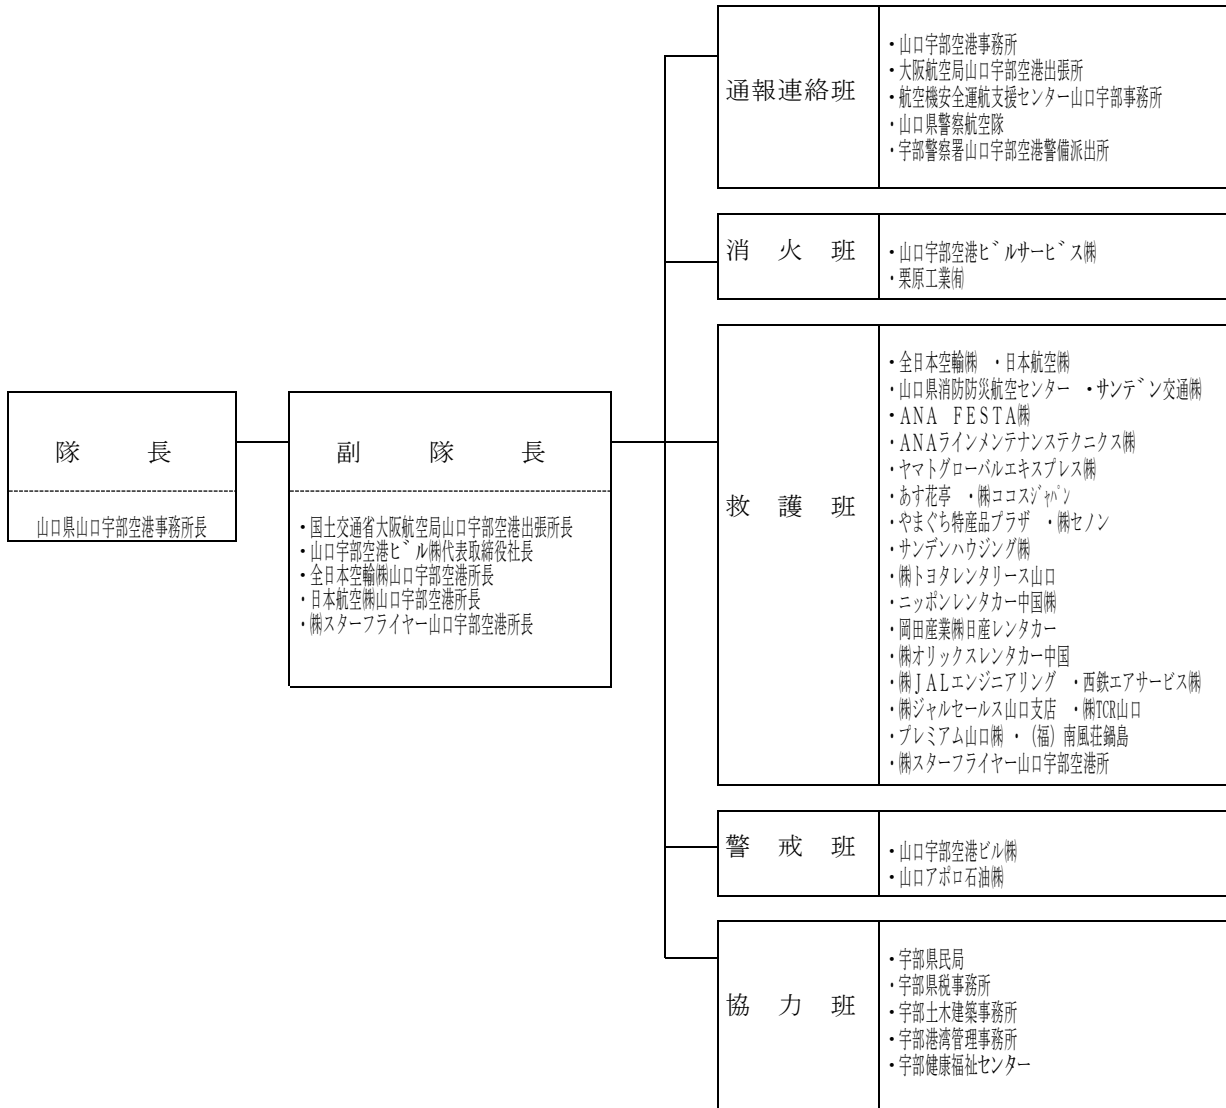 隊　長
山口県山口宇部空港事務所長
副　隊　長
・国土交通省大阪航空局山口宇部空港出張所長
・山口宇部空港ビル㈱代表取締役社長
・全日本空輸㈱山口宇部空港所長
・日本航空㈱山口宇部空港所長
・㈱スターフライヤー山口宇部空港所長
通報連絡班
・山口宇部空港事務所
・大阪航空局山口宇部空港出張所
・航空機安全運航支援センター山口宇部事務所
・山口県警察航空隊
・宇部警察署山口宇部空港警備派出所
消　火　班
・山口宇部空港ビルサービス㈱
・栗原工業㈲
救　護　班
・全日本空輸㈱　・日本航空㈱
・山口県消防防災航空センター　・サンデン交通㈱
・ＡＮＡ　ＦＥＳＴＡ㈱
・ＡＮＡラインメンテナンステクニクス㈱
・ヤマトグローバルエキスプレス㈱
・あす花亭　・㈱ココスジャパン
・やまぐち特産品プラザ　・㈱セノン
・サンデンハウジング㈱
・㈱トヨタレンタリース山口
・ニッポンレンタカー中国㈱
・岡田産業㈱日産レンタカー
・㈱オリックスレンタカー中国
・㈱ＪＡＬエンジニアリング　・西鉄エアサービス㈱
・㈱ジャルセールス山口支店　・㈱TCR山口
・プレミアム山口㈱　・（福）南風荘鍋島
・㈱スターフライヤー山口宇部空港所
警　戒　班
・山口宇部空港ビル㈱
・山口アポロ石油㈱
協　力　班
・宇部県民局
・宇部県税事務所
・宇部土木建築事務所
・宇部港湾管理事務所
・宇部健康福祉センター